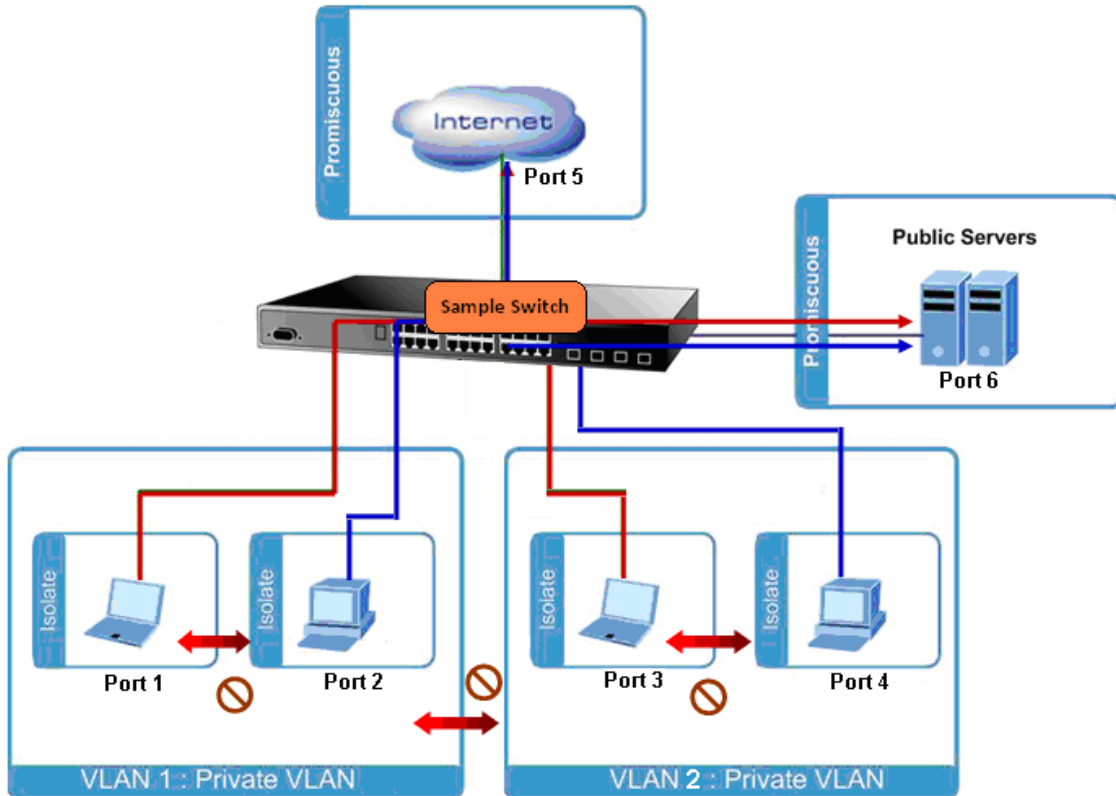 Promiscuous
Internet
Port 5
Sample Switch
Promiscuous
Public Servers
Port 6
Isolate
Port 1
Isolate
Port 2
Isolate
Port 3
Isolate
Port 4
VLAN 1 : Private VLAN
VLAN 2 : Private VLAN